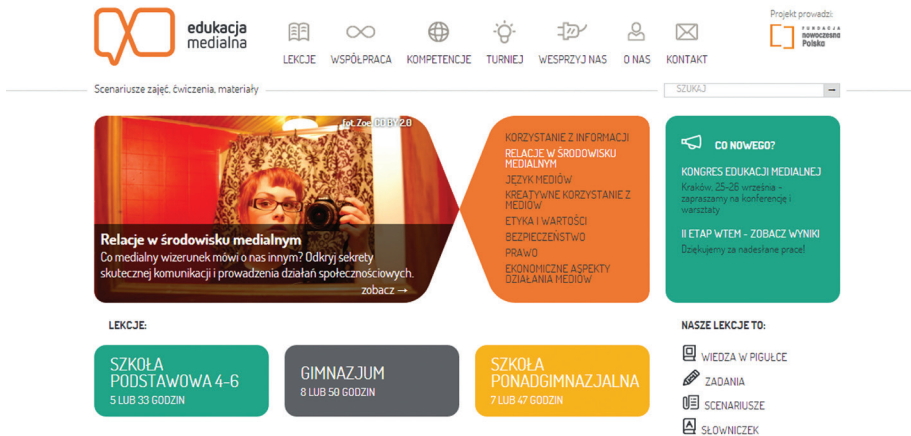 edukacja
medialna
LEKCJE
WSPÓŁPRACA
KOMPETENCJE
TURNIEJ
WESPRZYJ NAS
O NAS
KONTAKT
Projekt prowadzi:
FUNDACJA
nowoczesna
Polska
Scenariusze zajęć, ćwiczenia, materiały
SZUKAJ
fot. Zoe, CC BY 2.0
Relacje w środowisku medialnym
Co medialny wizerunek mówi o nas innym? Odkryj sekrety
skutecznej komunikacji i prowadzenia działań społecznościowych.
zobacz →
KORZYSTANIE Z INFORMACJI
RELACJE W ŚRODOWISKU
MEDIALNYM
JĘZYK MEDIÓW
KREATYWNE KORZYSTANIE Z
MEDIÓW
ETYKA I WARTOŚCI
BEZPIECZEŃSTWO
PRAWO
EKONOMICZNE ASPEKTY
DZIAŁANIA MEDIÓW
CO NOWEGO?
KONGRES EDUKACJI MEDIALNEJ
Kraków, 25-26 września -
zapraszamy na konferencję i
warsztaty
II ETAP WTEM - ZOBACZ WYNIKI
Dziękujemy za nadesłane prace!
LEKCJE:
SZKOŁA
PODSTAWOWA 4-6
5 LUB 33 GODZIN
GIMNAZJUM
8 LUB 50 GODZIN
SZKOŁA
PONADGIMNAZJALNA
7 LUB 47 GODZIN
NASZE LEKCJE TO:
WIEDZA W PIGUŁCE
ZADANIA
SCENARIUSZE
SŁOWNICZEK